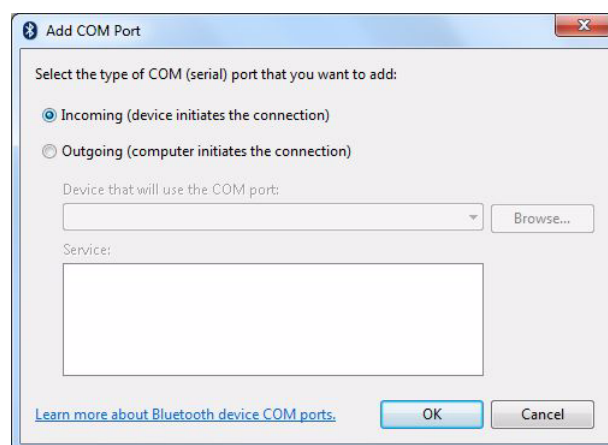 Add COM Port
Select the type of COM (serial) port that you want to add:
Incoming (device initiates the connection)
Outgoing (computer initiates the connection)
Device that will use the COM port:
Browse...
Service:
Learn more about Bluetooth device COM ports.
OK
Cancel